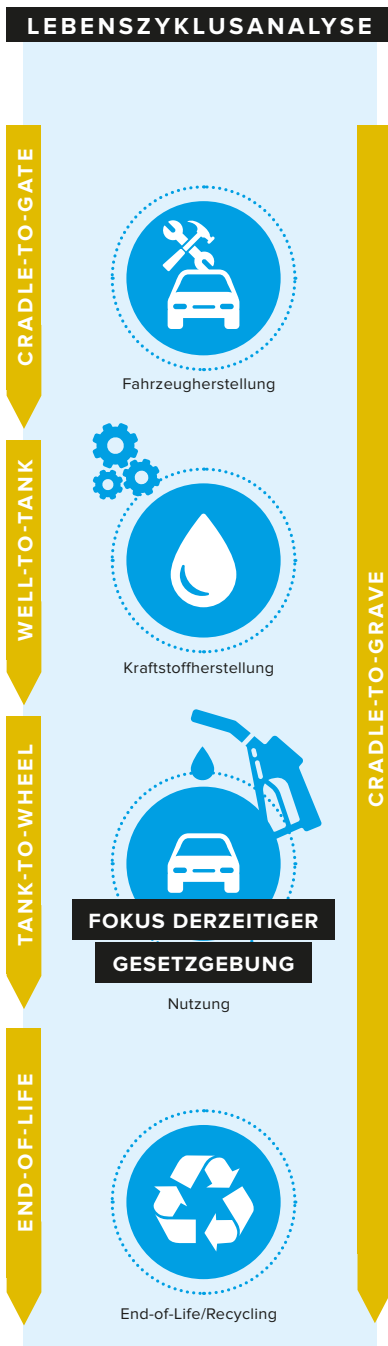 LEBENSZYKLUSANALYSE
CRADLE-TO-GATE
Fahrzeugherstellung
WELL-TO-TANK
Kraftstoffherstellung
CRADLE-TO-GRAVE
TANK-TO-WHEEL
FOKUS DERZEITIGER
GESETZGEBUNG
Nutzung
END-OF-LIFE
End-of-Life/Recycling